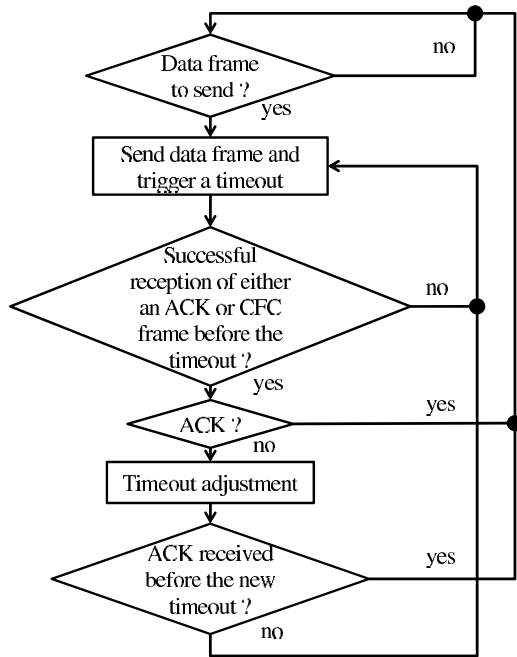 no
Data frame
to send ?
yes
Send data frame and
trigger a timeout
Successful
reception of either
an ACK or CFC
frame before the
timeout ?
no
yes
yes
ACK ?
no
Timeout adjustment
ACK received
before the new
timeout ?
yes
no